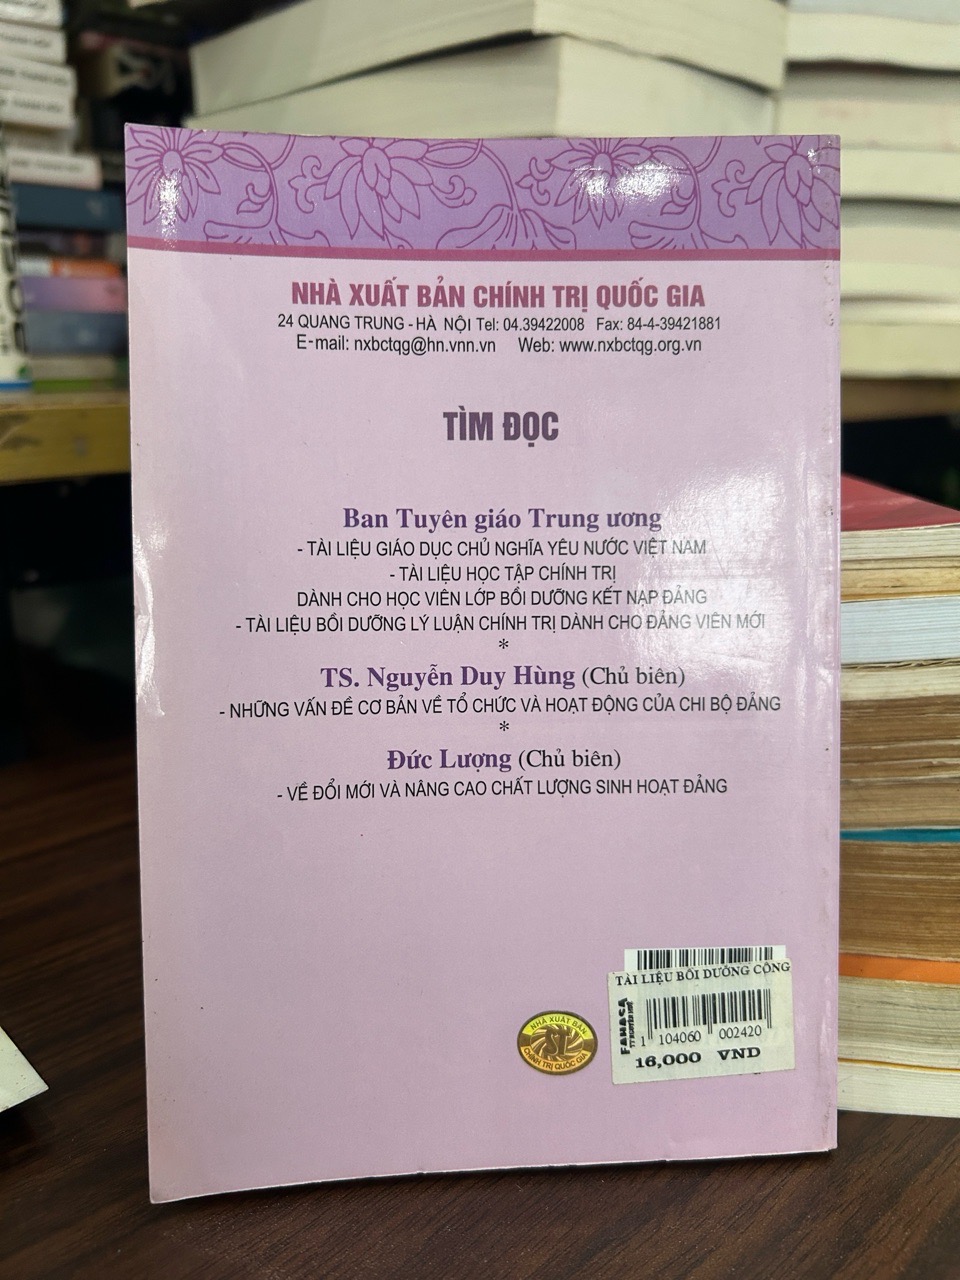 NHÀ XUẤT BẢN CHÍNH TRỊ QUỐC GIA
24 QUANG TRUNG - HÀ NỘI Tel: 04.39422008 Fax: 84-4-39421881
E-mail: nxbctqg@hn.vnn.vn Web: www.nxbctqg.org.vn
TÌM ĐỌC
Ban Tuyên giáo Trung ương
- TÀI LIỆU GIÁO DỤC CHỦ NGHĨA YÊU NƯỚC VIỆT NAM
- TÀI LIỆU HỌC TẬP CHÍNH TRỊ
DÀNH CHO HỌC VIÊN LỚP BỒI DƯỠNG KẾT NẠP ĐẢNG
- TÀI LIỆU BỒI DƯỠNG LÝ LUẬN CHÍNH TRỊ DÀNH CHO ĐẢNG VIÊN MỚI
*
TS. Nguyễn Duy Hùng (Chủ biên)
- NHỮNG VẤN ĐỀ CƠ BẢN VỀ TỔ CHỨC VÀ HOẠT ĐỘNG CỦA CHI BỘ ĐẢNG
*
Đức Lượng (Chủ biên)
- VỀ ĐỔI MỚI VÀ NÂNG CAO CHẤT LƯỢNG SINH HOẠT ĐẢNG
TÀI LIỆU BỒI DƯỠNG CÔNG
FAHASA
1 104060 002420
16,000 VND
NHÀ XUẤT BẢN
ST
CHÍNH TRỊ QUỐC GIA